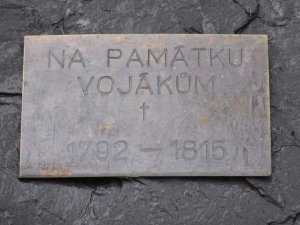 NA PAMÁTKU
VOJÁKŮM
†
1792 – 1815